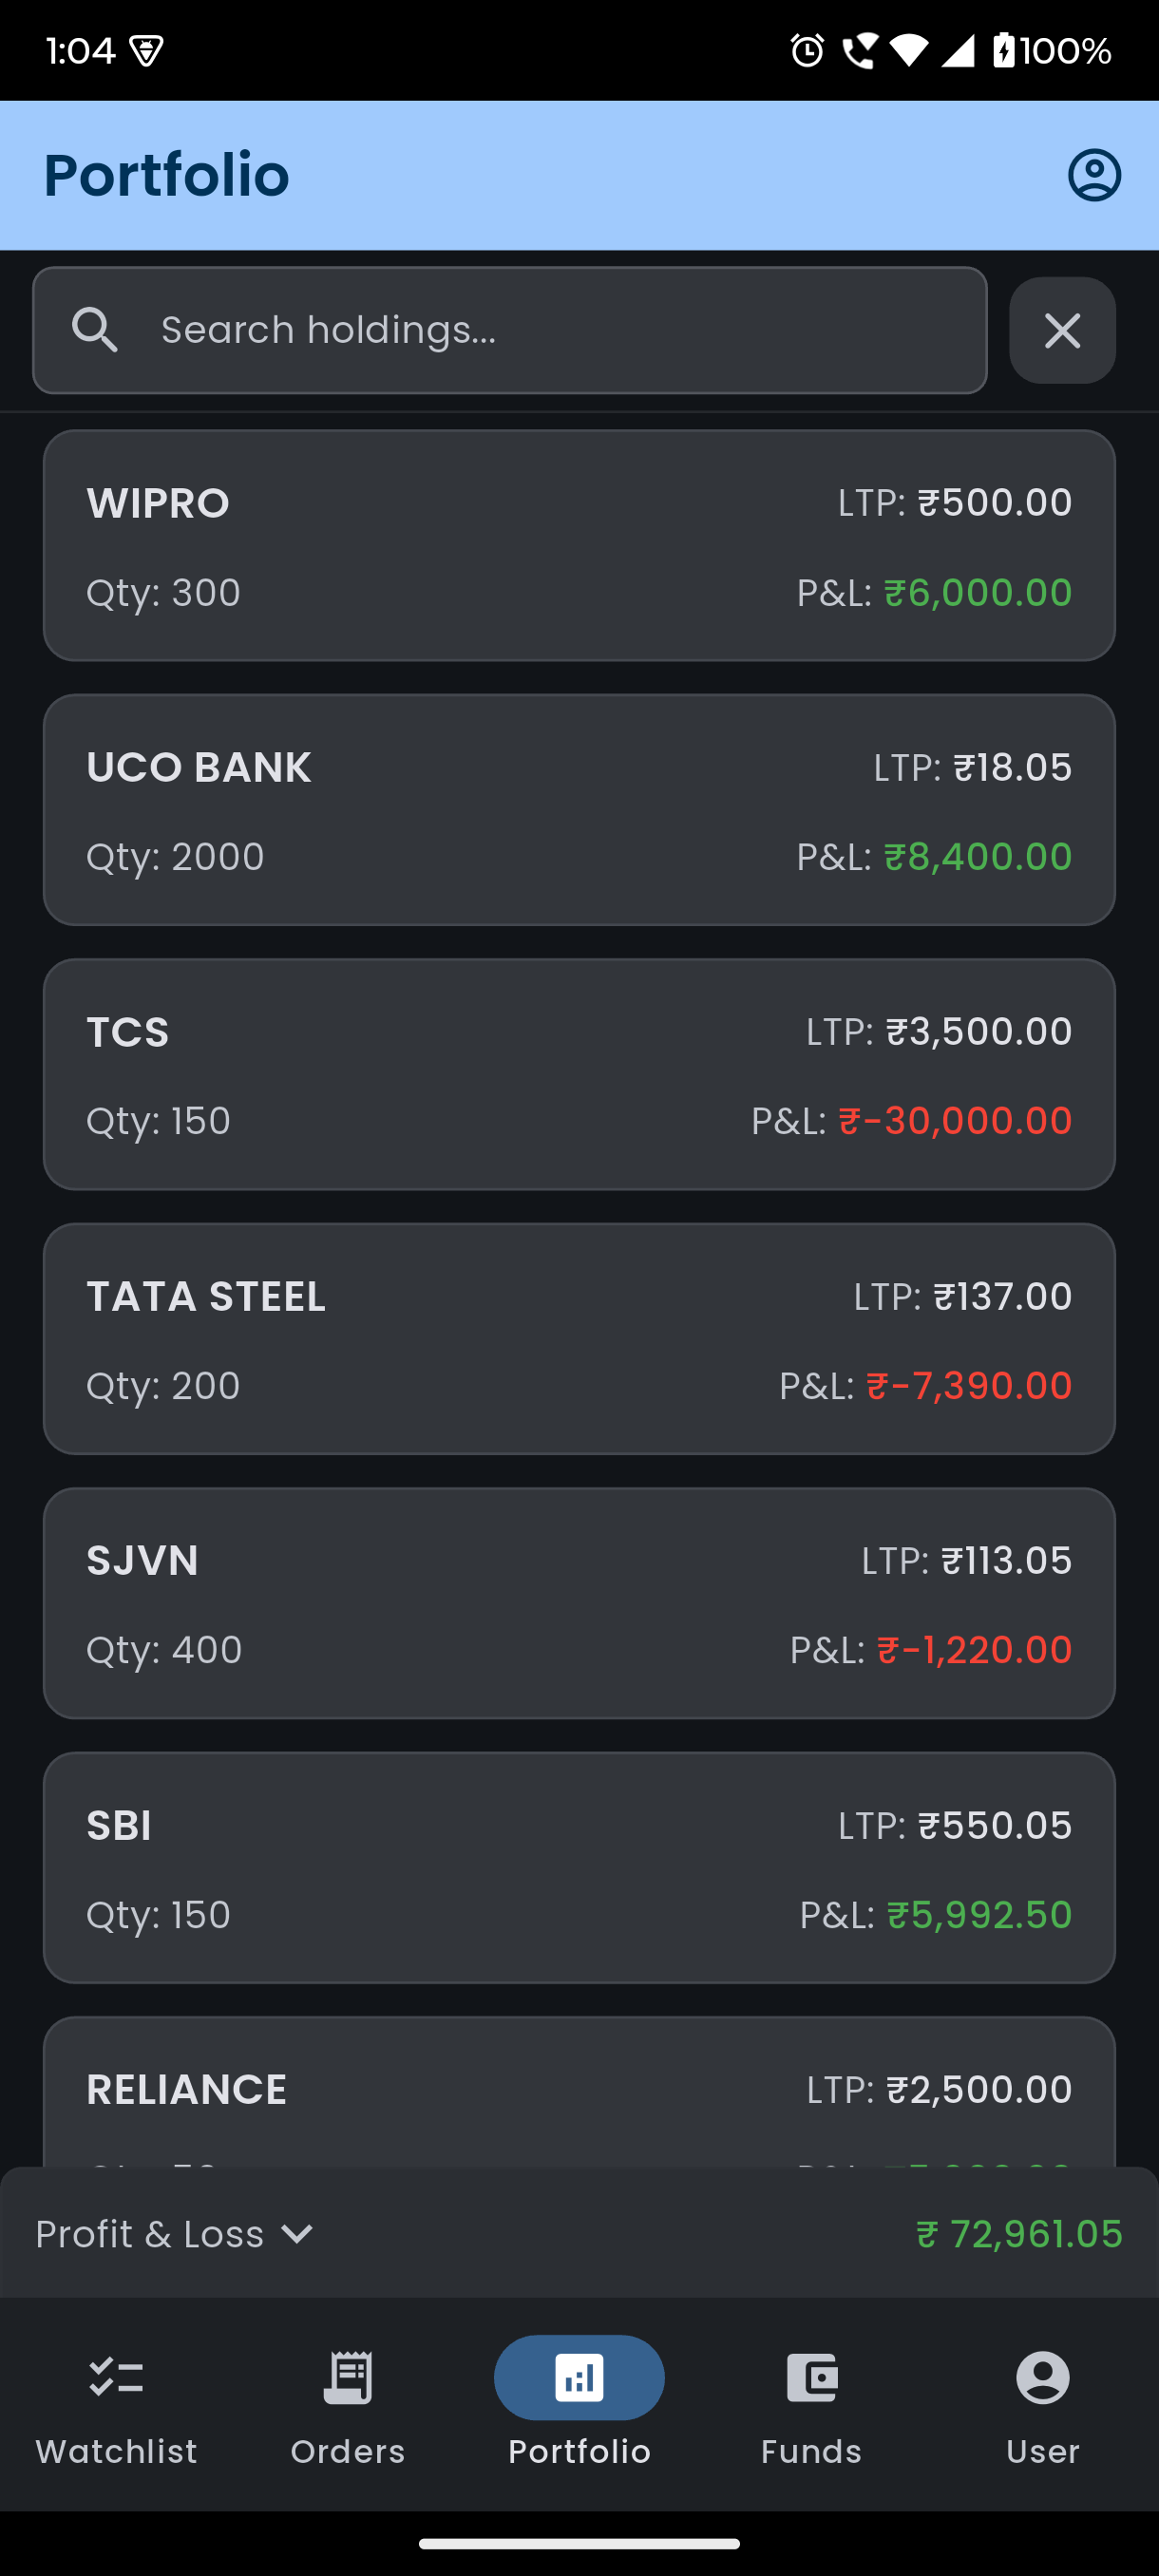 1:04 100%
Portfolio
Search holdings...
WIPRO LTP: ₹500.00
Qty: 300 P&L: ₹6,000.00
UCO BANK LTP: ₹18.05
Qty: 2000 P&L: ₹8,400.00
TCS LTP: ₹3,500.00
Qty: 150 P&L: ₹-30,000.00
TATA STEEL LTP: ₹137.00
Qty: 200 P&L: ₹-7,390.00
SJVN LTP: ₹113.05
Qty: 400 P&L: ₹-1,220.00
SBI LTP: ₹550.05
Qty: 150 P&L: ₹5,992.50
RELIANCE LTP: ₹2,500.00
Profit & Loss ₹ 72,961.05
Watchlist Orders Portfolio Funds User